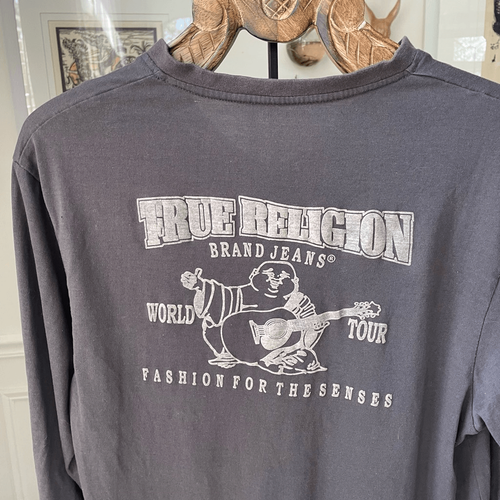 TRUE RELIGION
BRAND JEANS®
WORLD TOUR
FASHION FOR THE SENSES